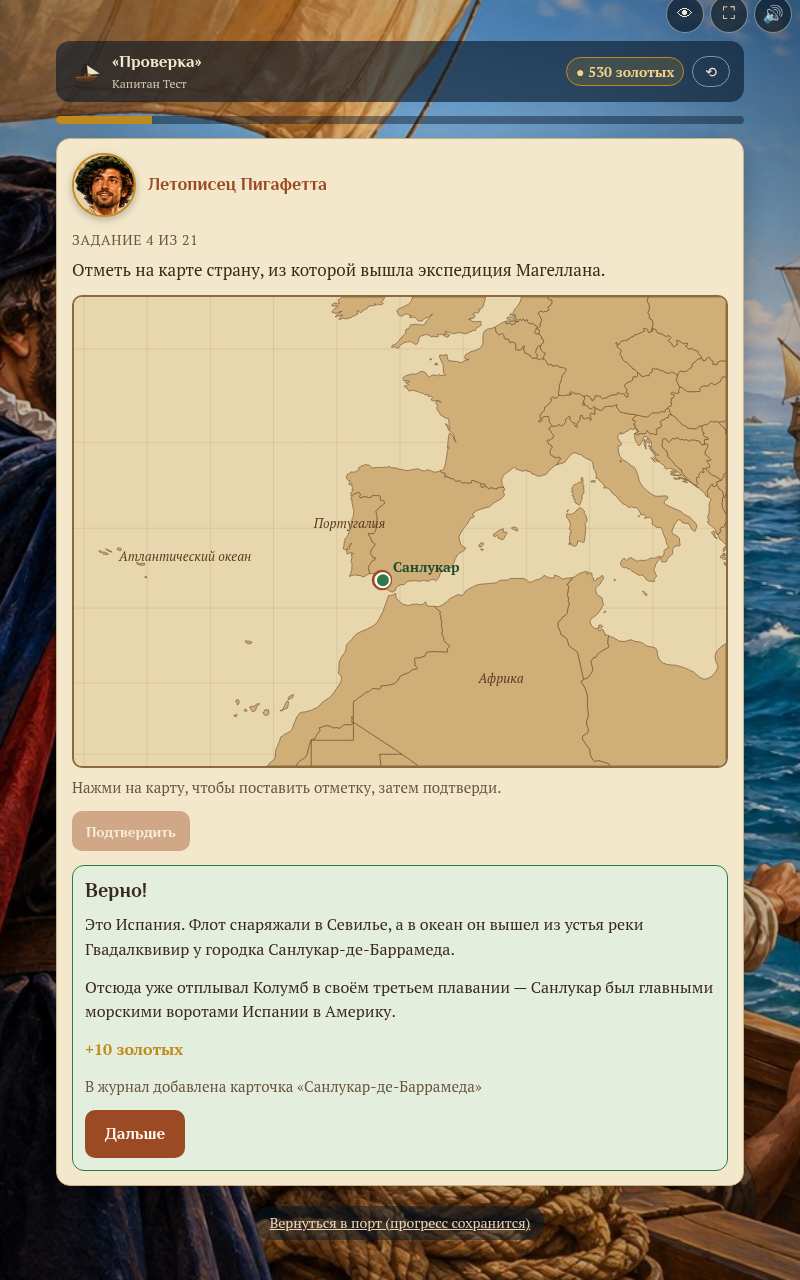 «Проверка»
Капитан Тест
● 530 золотых
Летописец Пигафетта
ЗАДАНИЕ 4 ИЗ 21
Отметь на карте страну, из которой вышла экспедиция Магеллана.
Португалия
Атлантический океан
Санлукар
Африка
Нажми на карту, чтобы поставить отметку, затем подтверди.
Подтвердить
Верно!
Это Испания. Флот снаряжали в Севилье, а в океан он вышел из устья реки
Гвадалквивир у городка Санлукар-де-Баррамеда.
Отсюда уже отплывал Колумб в своём третьем плавании — Санлукар был главными
морскими воротами Испании в Америку.
+10 золотых
В журнал добавлена карточка «Санлукар-де-Баррамеда»
Дальше
Вернуться в порт (прогресс сохранится)